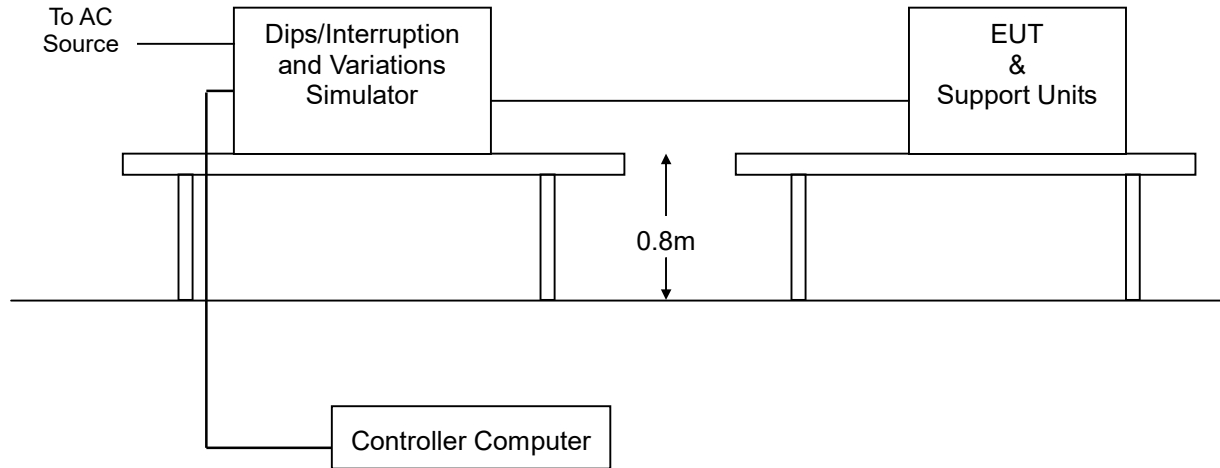 To AC
Source
Dips/Interruption
and Variations
Simulator
EUT
&
Support Units
0.8m
Controller Computer